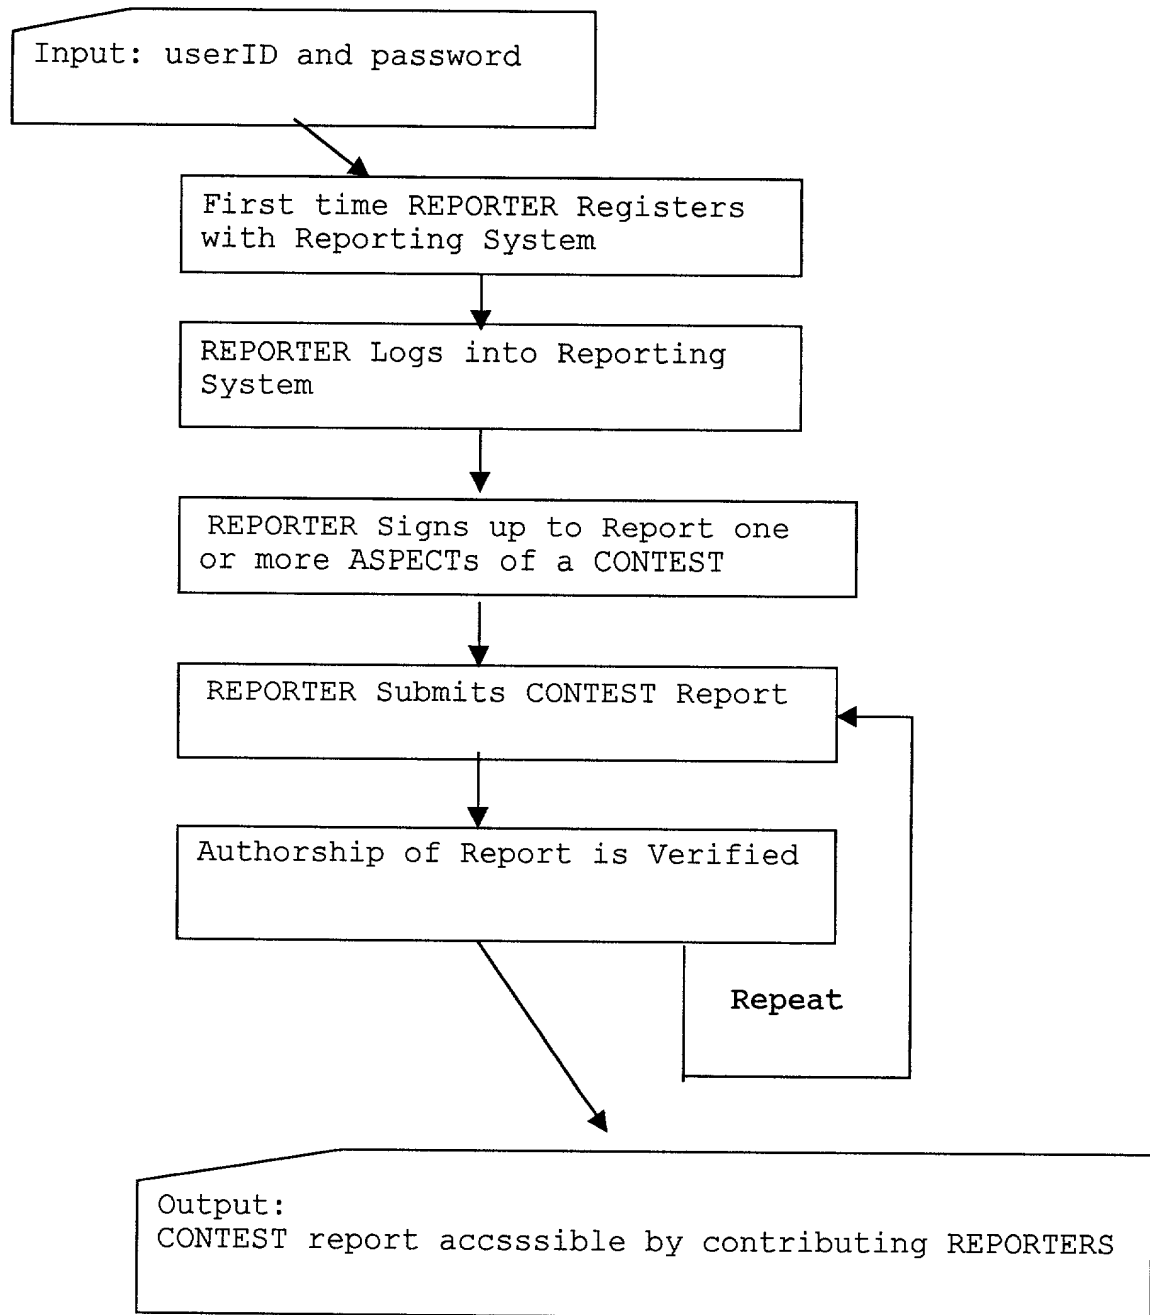 Input: userID and password
First time REPORTER Registers
with Reporting System
REPORTER Logs into Reporting
System
REPORTER Signs up to Report one
or more ASPECTs of a CONTEST
REPORTER Submits CONTEST Report
Authorship of Report is Verified
Repeat
Output:
CONTEST report accsssible by contributing REPORTERS